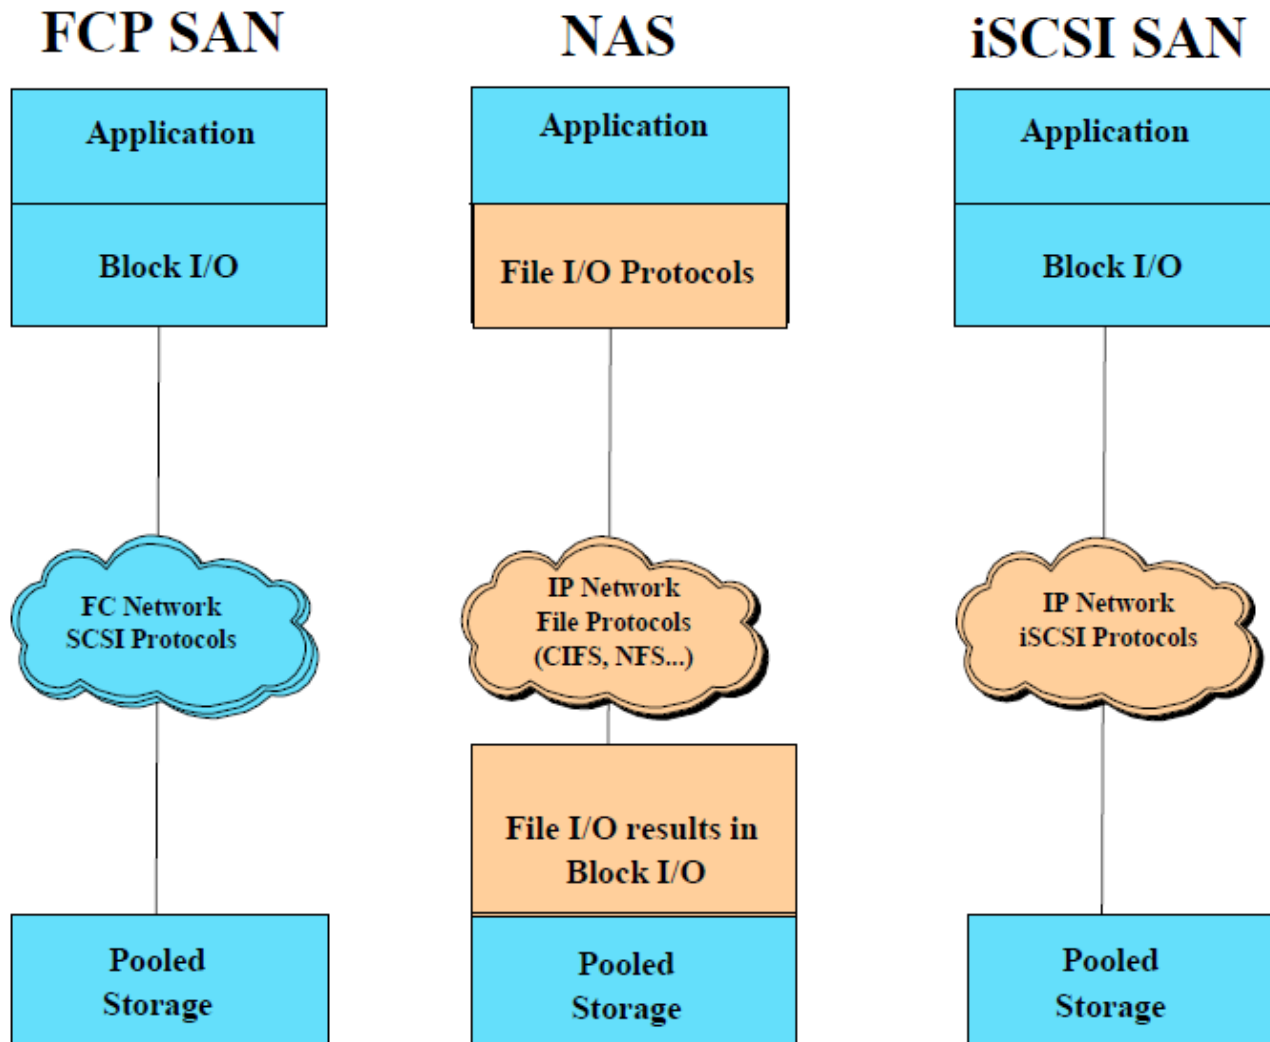 FCP SAN
Application
Block I/O
FC Network
SCSI Protocols
Pooled
Storage
NAS
Application
File I/O Protocols
IP Network
File Protocols
(CIFS, NFS...)
File I/O results in
Block I/O
Pooled
Storage
iSCSI SAN
Application
Block I/O
IP Network
iSCSI Protocols
Pooled
Storage